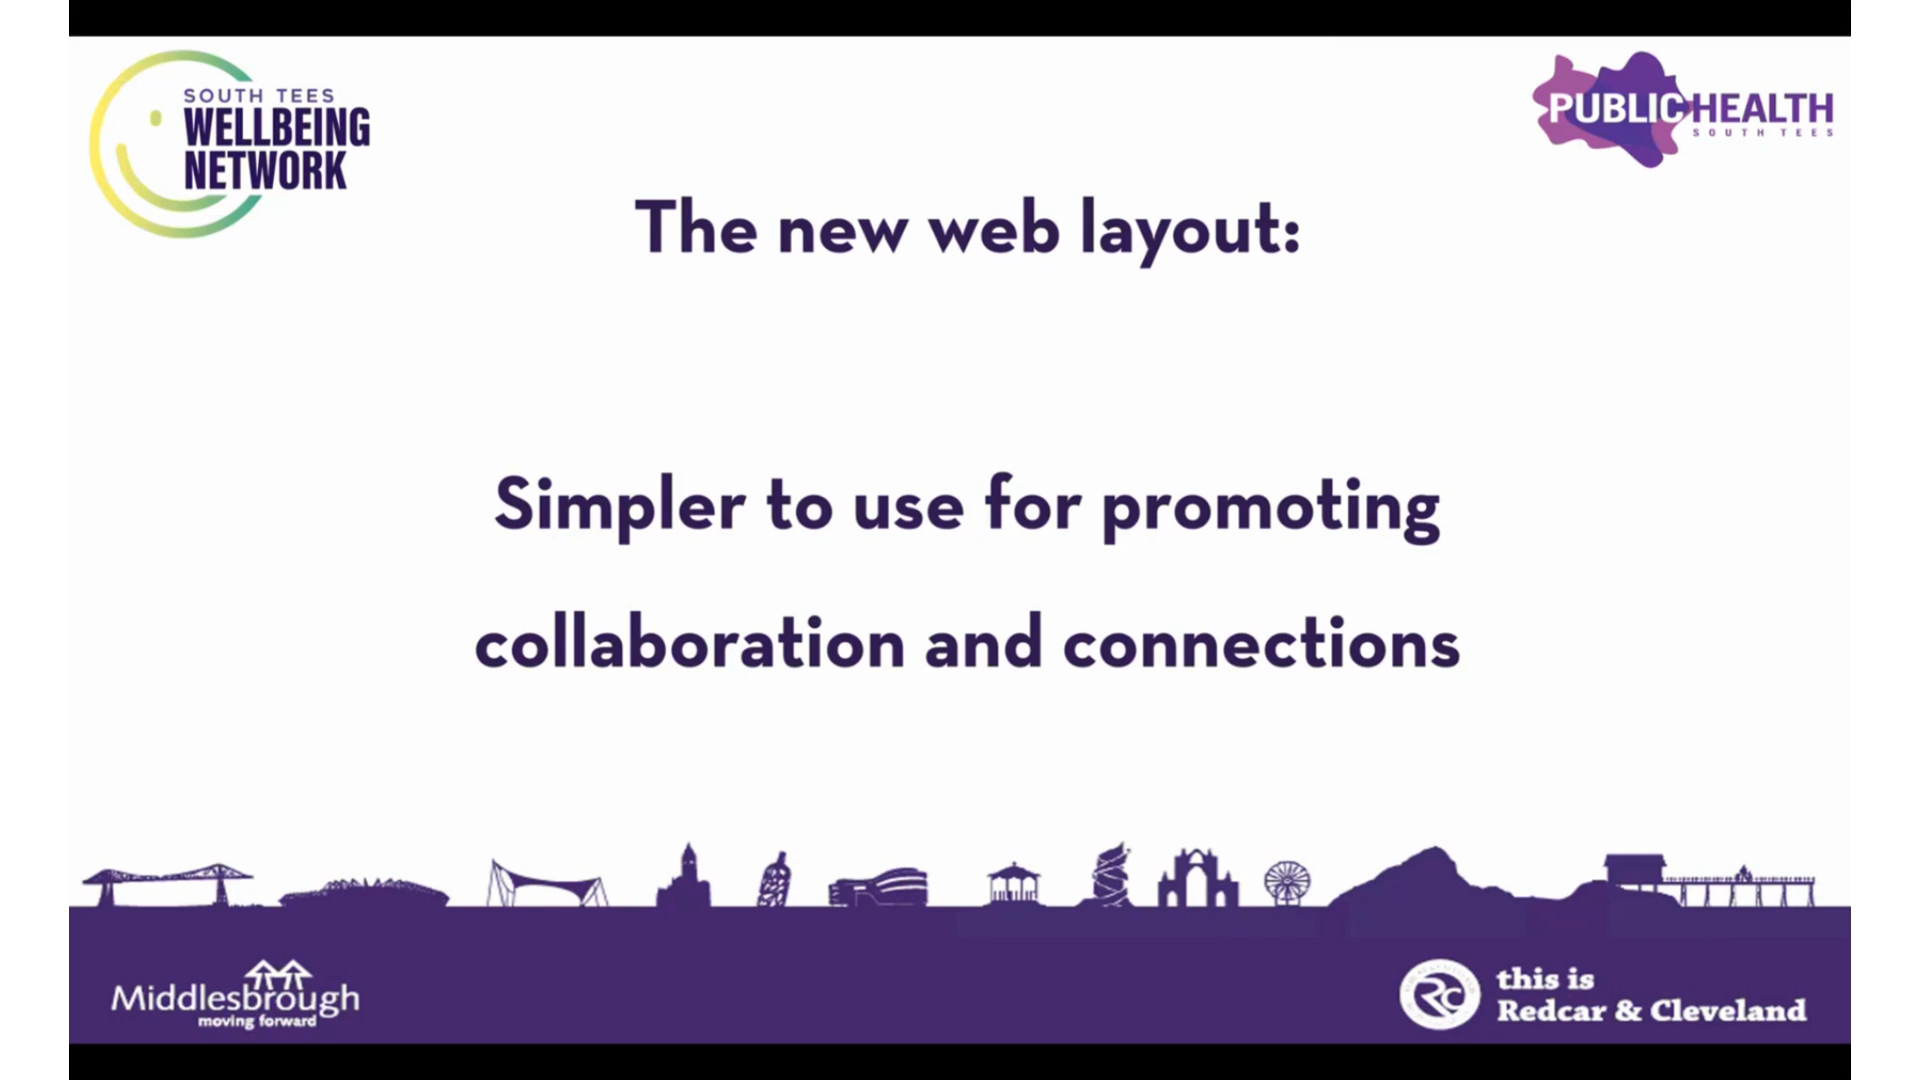 SOUTH TEES
WELLBEING
NETWORK
PUBLIC HEALTH
SOUTH TEES
The new web layout:
Simpler to use for promoting
collaboration and connections
Middlesbrough
moving forward
RC
this is
Redcar & Cleveland